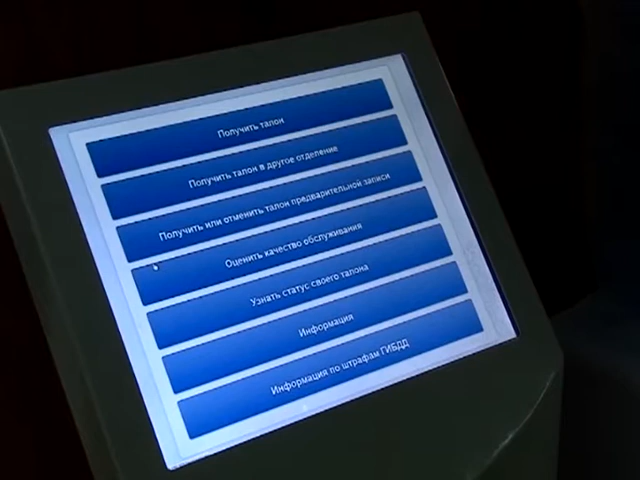 Получить талон
Получить талон в другое отделение
Получить или отменить талон предварительной записи
Оценить качество обслуживания
Узнать статус своего талона
Информация
Информация по штрафам ГИБДД